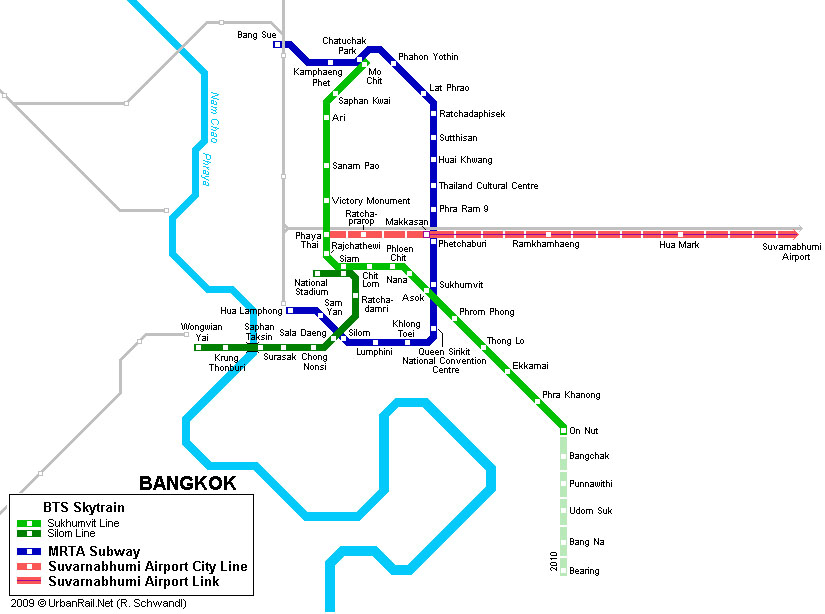 Bang Sue
Chatuchak
Park
Phahon Yothin
Kamphaeng
Phet
Mo
Chit
Lat Phrao
Saphan Kwai
Nam Chao Phraya
Ari
Ratchadaphisek
Sutthisan
Huai Khwang
Sanam Pao
Thailand Cultural Centre
Victory Monument
Phra Ram 9
Ratcha-
prarop
Makkasan
Phaya
Thai
Rajchathewi
Phloen
Chit
Phetchaburi
Ramkhamhaeng
Hua Mark
Suvarnabhumi
Airport
Siam
National
Stadium
Chit
Lom
Nana
Asok
Sukhumvit
Hua Lamphong
Sam
Yan
Ratcha-
damri
Phrom Phong
Wongwian
Yai
Saphan
Taksin
Sala Daeng
Silom
Khlong
Toei
Krung
Thonburi
Surasak
Chong
Nonsi
Lumphini
Queen Sirikit
National Convention
Centre
Thong Lo
Ekkamai
Phra Khanong
On Nut
Bangchak
Punnawithi
Udom Suk
Bang Na
2010
Bearing
BANGKOK
BTS Skytrain
Sukhumvit Line
Silom Line
MRTA Subway
Suvarnabhumi Airport City Line
Suvarnabhumi Airport Link
2009 © UrbanRail.Net (R. Schwandl)